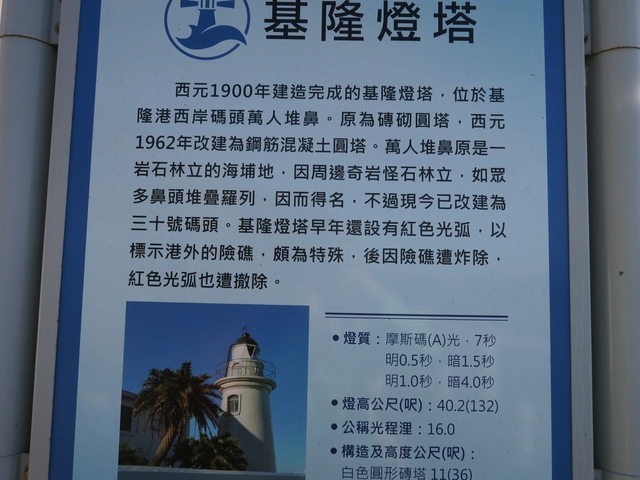 基隆燈塔
西元1900年建造完成的基隆燈塔，位於基
隆港西岸碼頭萬人堆鼻。原為磚砌圓塔，西元
1962年改建為鋼筋混凝土圓塔。萬人堆鼻原是一
岩石林立的海埔地，因周邊奇岩怪石林立，如眾
多鼻頭堆疊羅列，因而得名，不過現今已改建為
三十號碼頭。基隆燈塔早年還設有紅色光弧，以
標示港外的險礁，頗為特殊，後因險礁遭炸除，
紅色光弧也遭撤除。
●燈質：摩斯碼(A)光，7秒
明0.5秒，暗1.5秒
明1.0秒，暗4.0秒
●燈高公尺(呎)：40.2(132)
●公稱光程浬：16.0
●構造及高度公尺(呎)：
白色圓形磚塔 11(36)